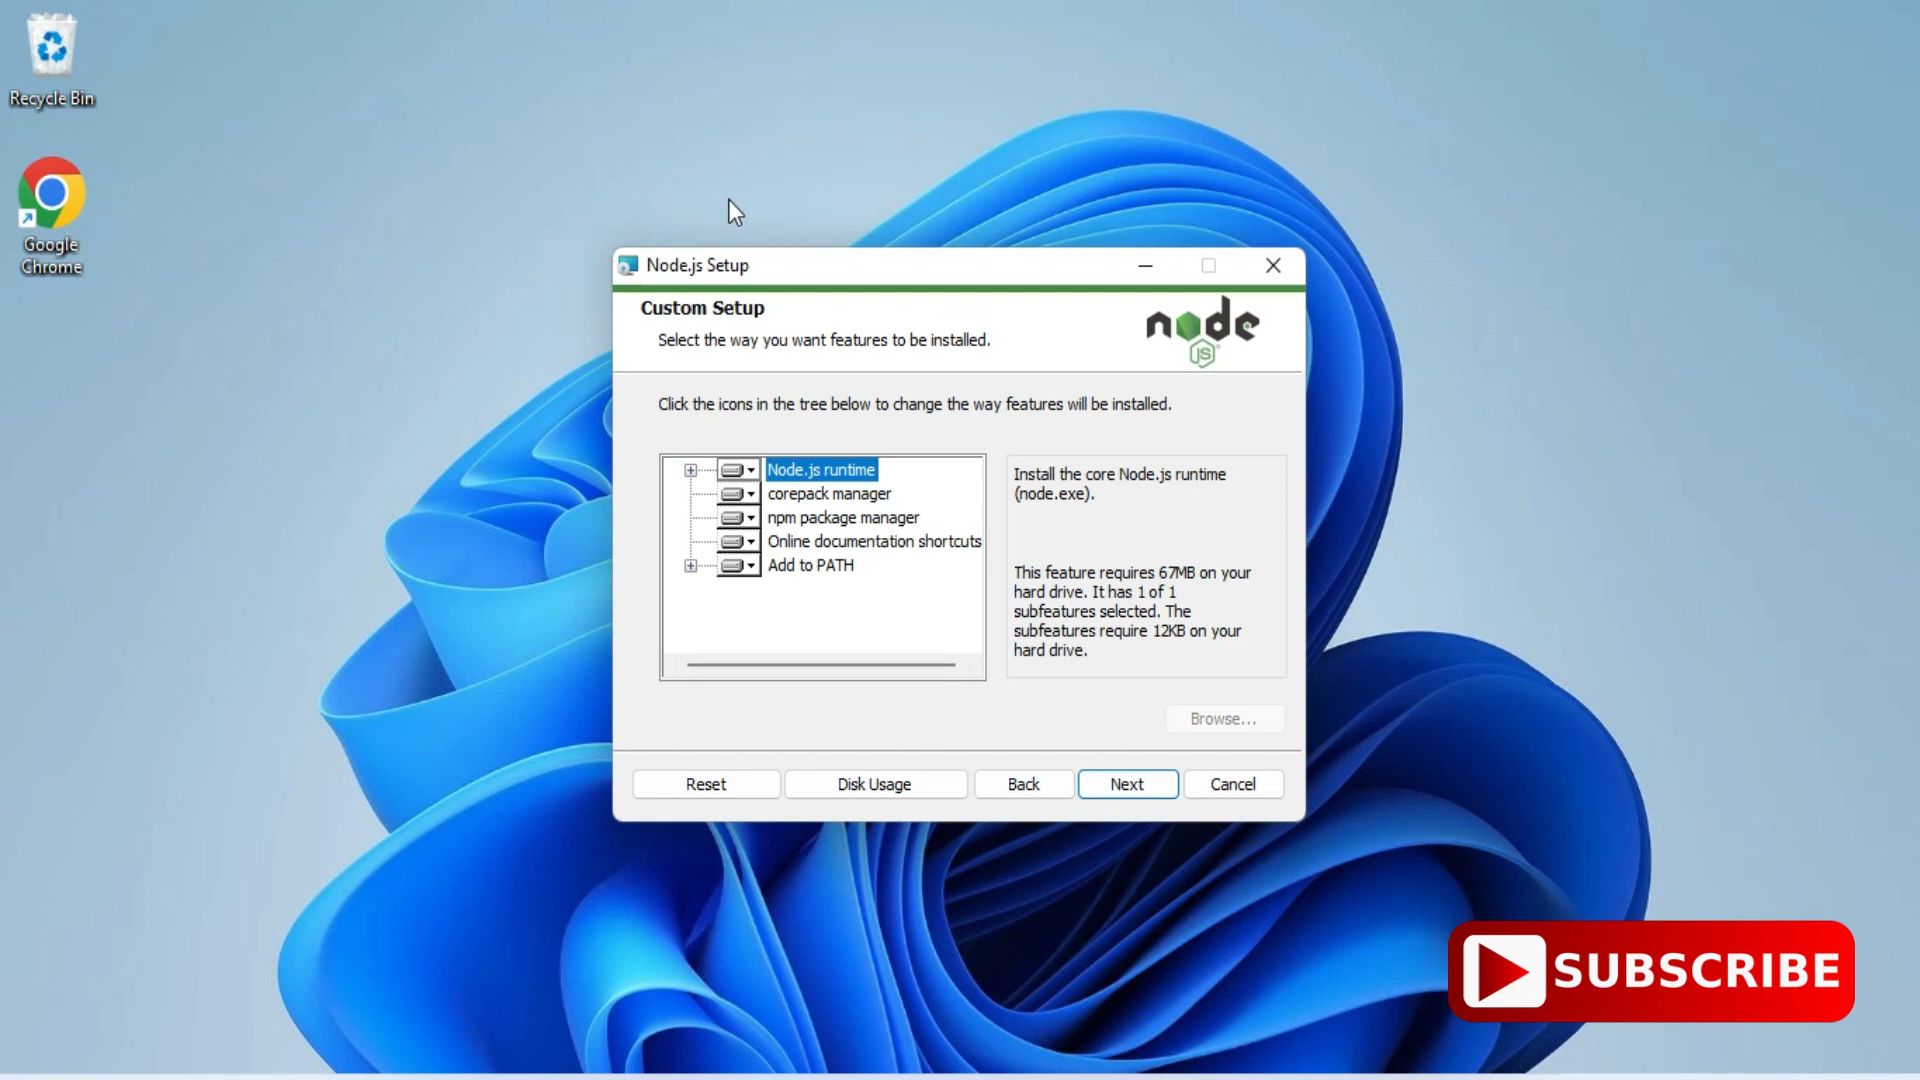 Recycle Bin
Google
Chrome
Node.js Setup
Custom Setup
Select the way you want features to be installed.
node
JS
Click the icons in the tree below to change the way features will be installed.
Node.js runtime
corepack manager
npm package manager
Online documentation shortcuts
Add to PATH
Install the core Node.js runtime
(node.exe).
This feature requires 67MB on your
hard drive. It has 1 of 1
subfeatures selected. The
subfeatures require 12KB on your
hard drive.
Browse...
Reset
Disk Usage
Back
Next
Cancel
SUBSCRIBE